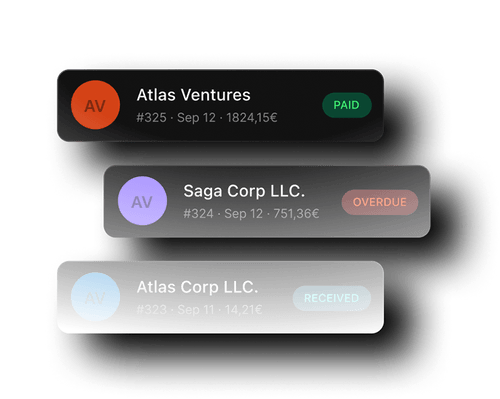 AV
Atlas Ventures
#325 · Sep 12 · 1824,15€
PAID
AV
Saga Corp LLC.
#324 · Sep 12 · 751,36€
OVERDUE
AV
Atlas Corp LLC.
#323 · Sep 11 · 14,21€
RECEIVED